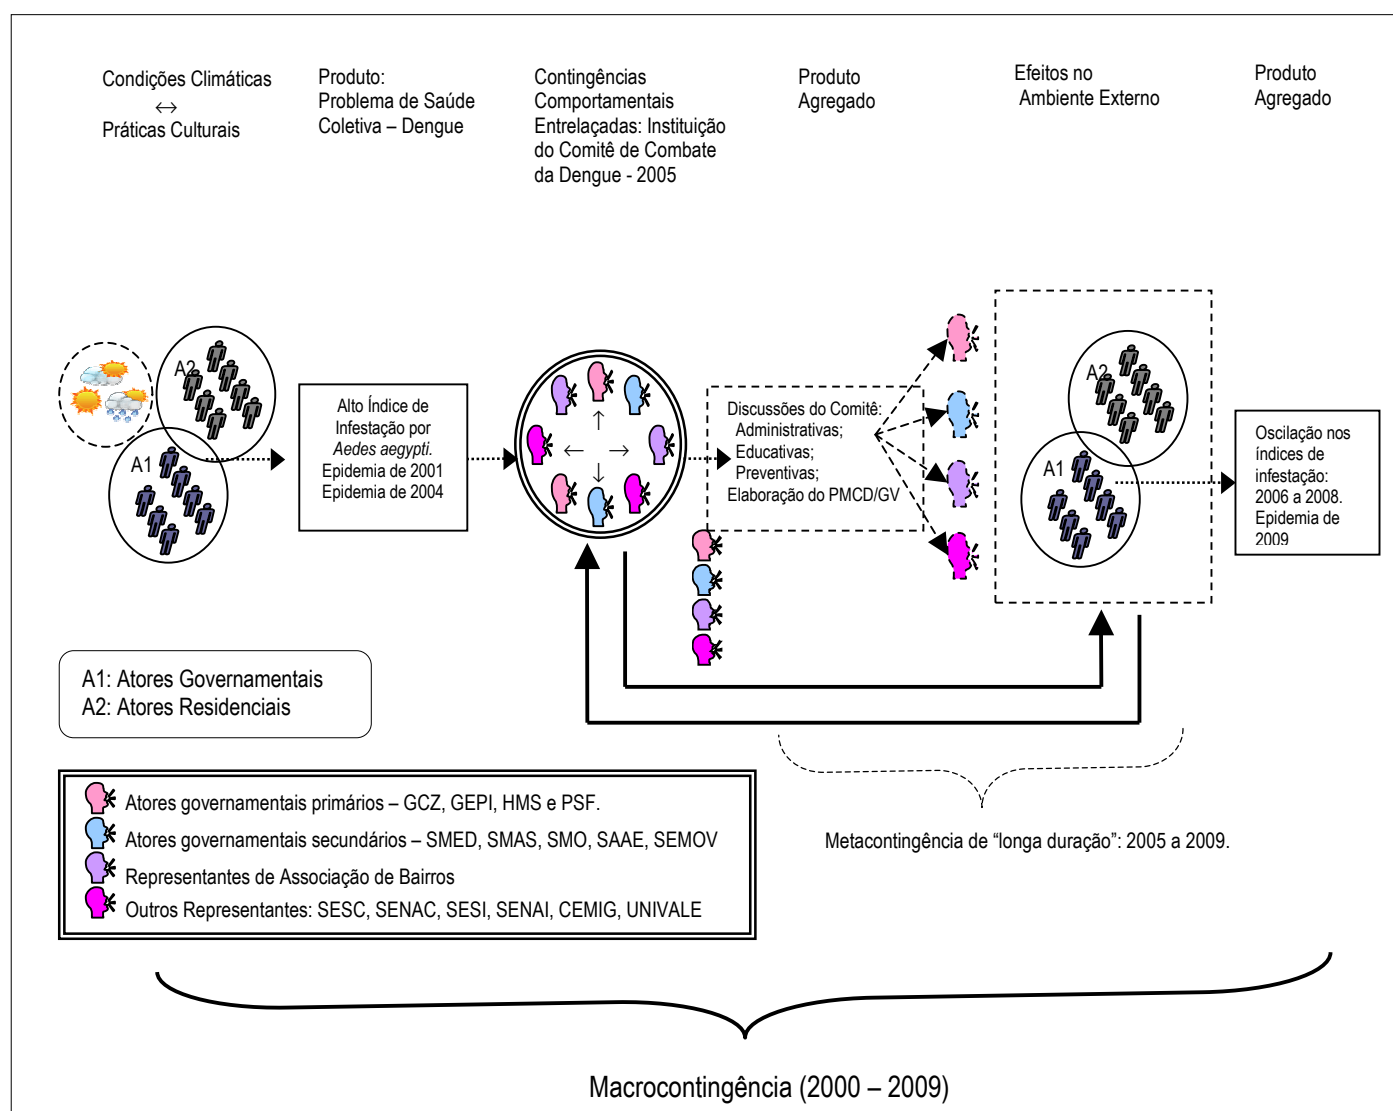 Condições Climáticas
↔
Práticas Culturais
Produto:
Problema de Saúde
Coletiva – Dengue
Contingências
Comportamentais
Entrelaçadas: Instituição
do Comitê de Combate
da Dengue - 2005
Produto
Agregado
Efeitos no
Ambiente Externo
Produto
Agregado
A2
A1
Alto Índice de
Infestação por
Aedes aegypti.
Epidemia de 2001
Epidemia de 2004
Discussões do Comitê:
Administrativas;
Educativas;
Preventivas;
Elaboração do PMCD/GV
A2
A1
Oscilação nos
índices de
infestação:
2006 a 2008.
Epidemia de
2009
A1: Atores Governamentais
A2: Atores Residenciais
Atores governamentais primários – GCZ, GEPI, HMS e PSF.
Atores governamentais secundários – SMED, SMAS, SMO, SAAE, SEMOV
Representantes de Associação de Bairros
Outros Representantes: SESC, SENAC, SESI, SENAI, CEMIG, UNIVALE
Metacontingência de “longa duração”: 2005 a 2009.
Macrocontingência (2000 – 2009)